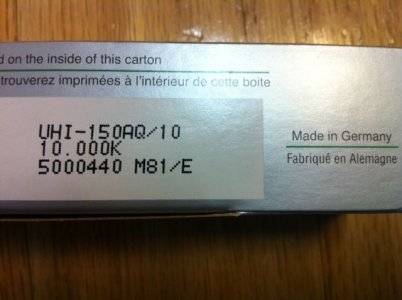 d on the inside of this carton
trouverez imprimées à l'intérieur de cette boite
UHI-150AQ/10
10.000K
5000440 M81/E
Made in Germany
Fabriqué en Alemagne